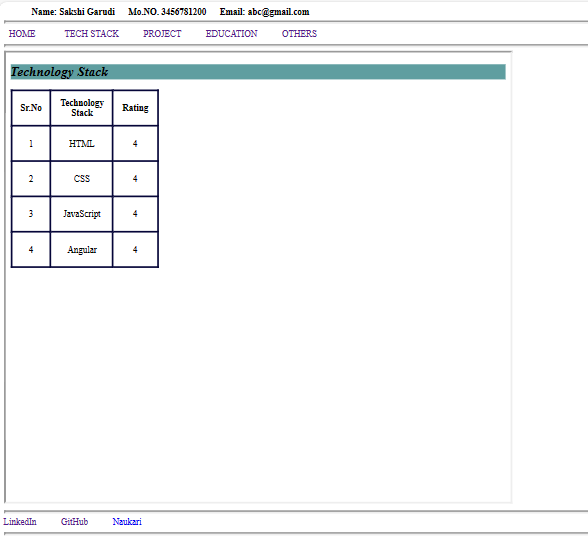 Name: Sakshi Garudi Mo.NO. 3456781200 Email: abc@gmail.com
HOME TECH STACK PROJECT EDUCATION OTHERS
Technology Stack
Sr.No Technology Stack Rating
1 HTML 4
2 CSS 4
3 JavaScript 4
4 Angular 4
LinkedIn GitHub Naukari